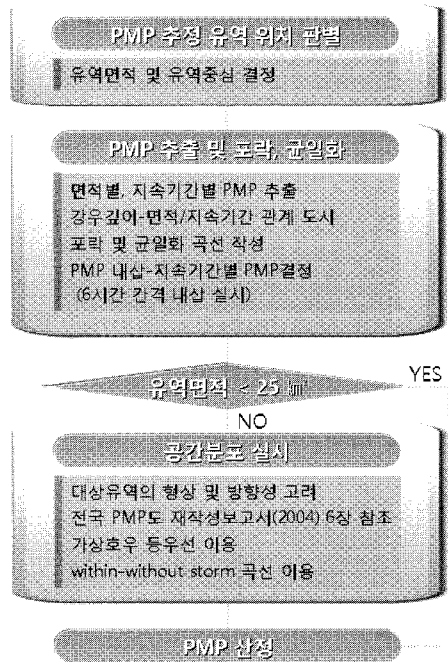 PMP 추정 유역 위치 판별
유역면적 및 유역중심 결정
PMP 추출 및 포락, 균일화
면적별, 지속기간별 PMP 추출
강우깊이-면적/지속기간 관계 도시
포락 및 균일화 곡선 작성
PMP 내삽-지속기간별 PMP결정
(6시간 간격 내삽 실시)
유역면적 < 25 ㎢
YES
NO
공간분포 실시
대상유역의 형상 및 방향성 고려
전국 PMP도 재작성보고서(2004) 6장 참조
가상호우 등우선 이용
within-without storm 곡선 이용
PMP 산정